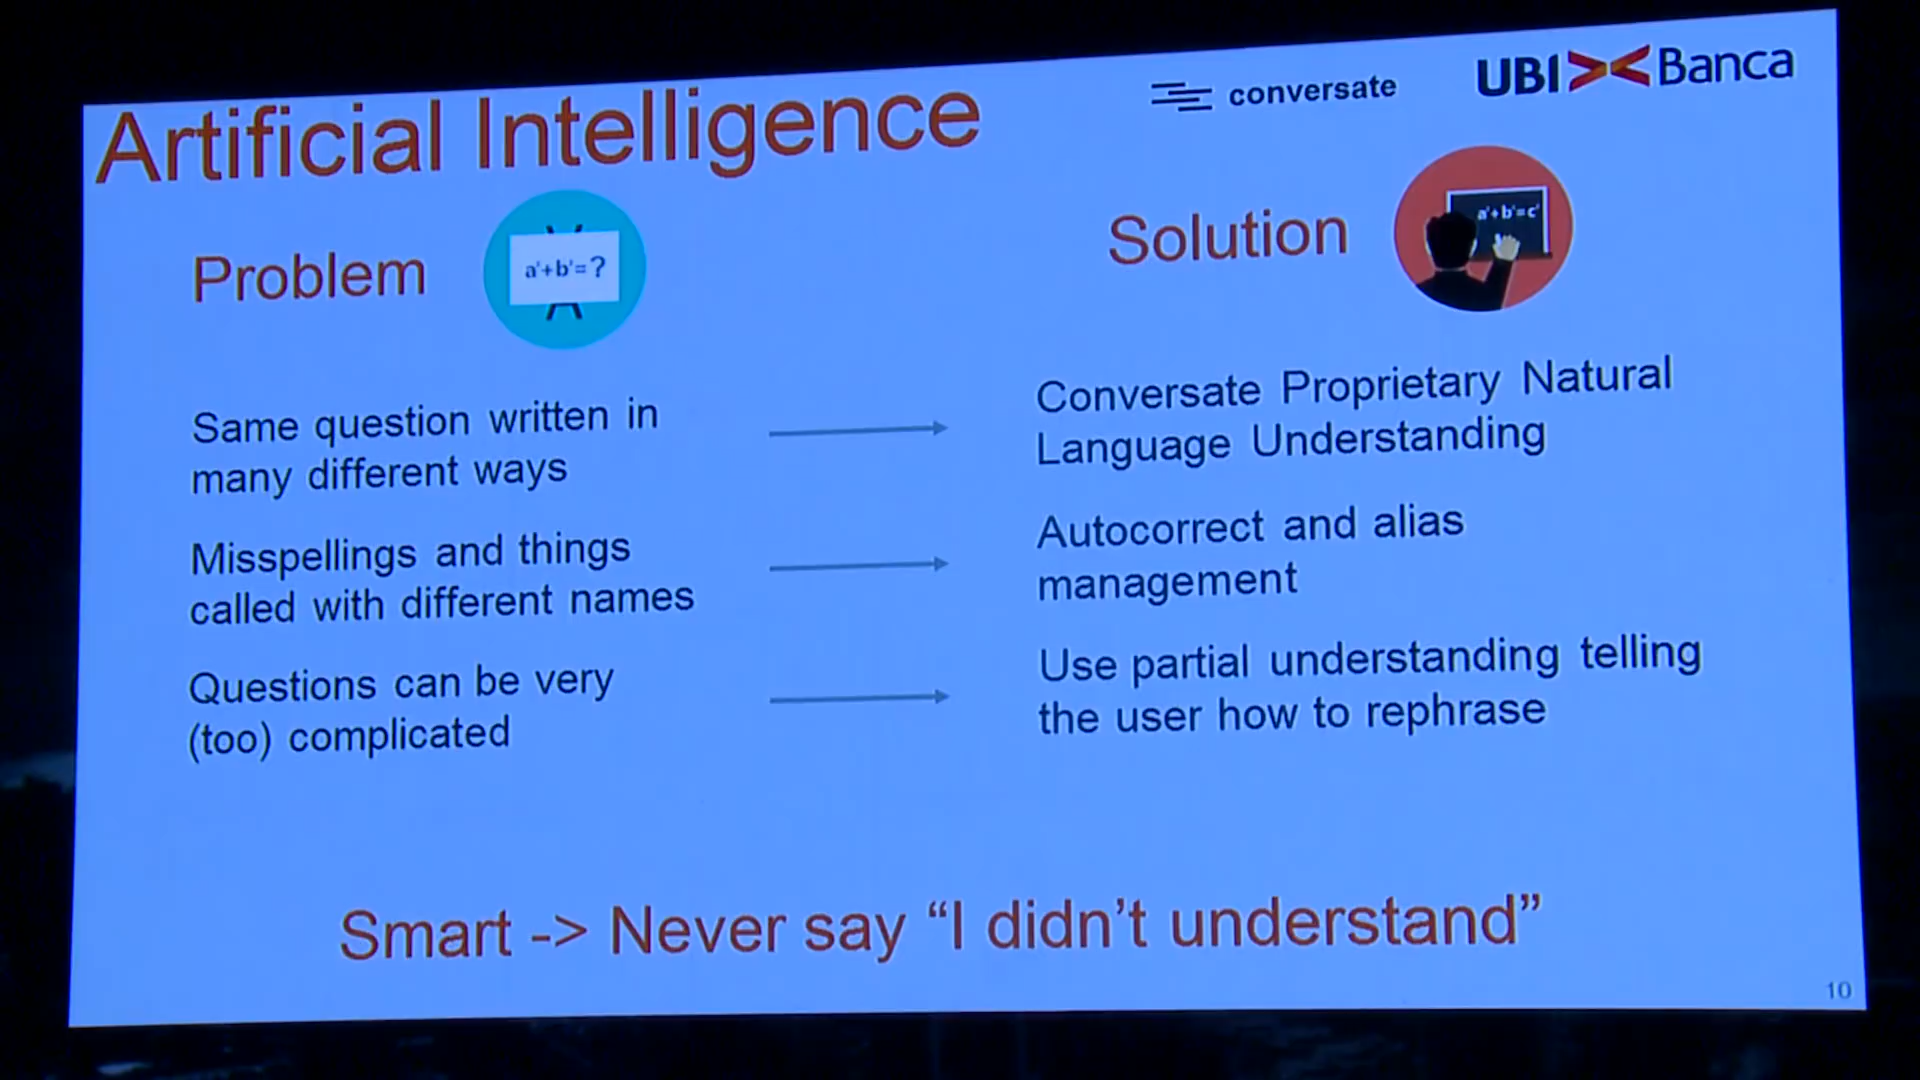 Artificial Intelligence
conversate
UBI Banca
Problem
a'+b'=?
Solution
a'+b'=c'
Same question written in
many different ways
Conversate Proprietary Natural
Language Understanding
Misspellings and things
called with different names
Autocorrect and alias
management
Questions can be very
(too) complicated
Use partial understanding telling
the user how to rephrase
Smart -> Never say “I didn’t understand”
10